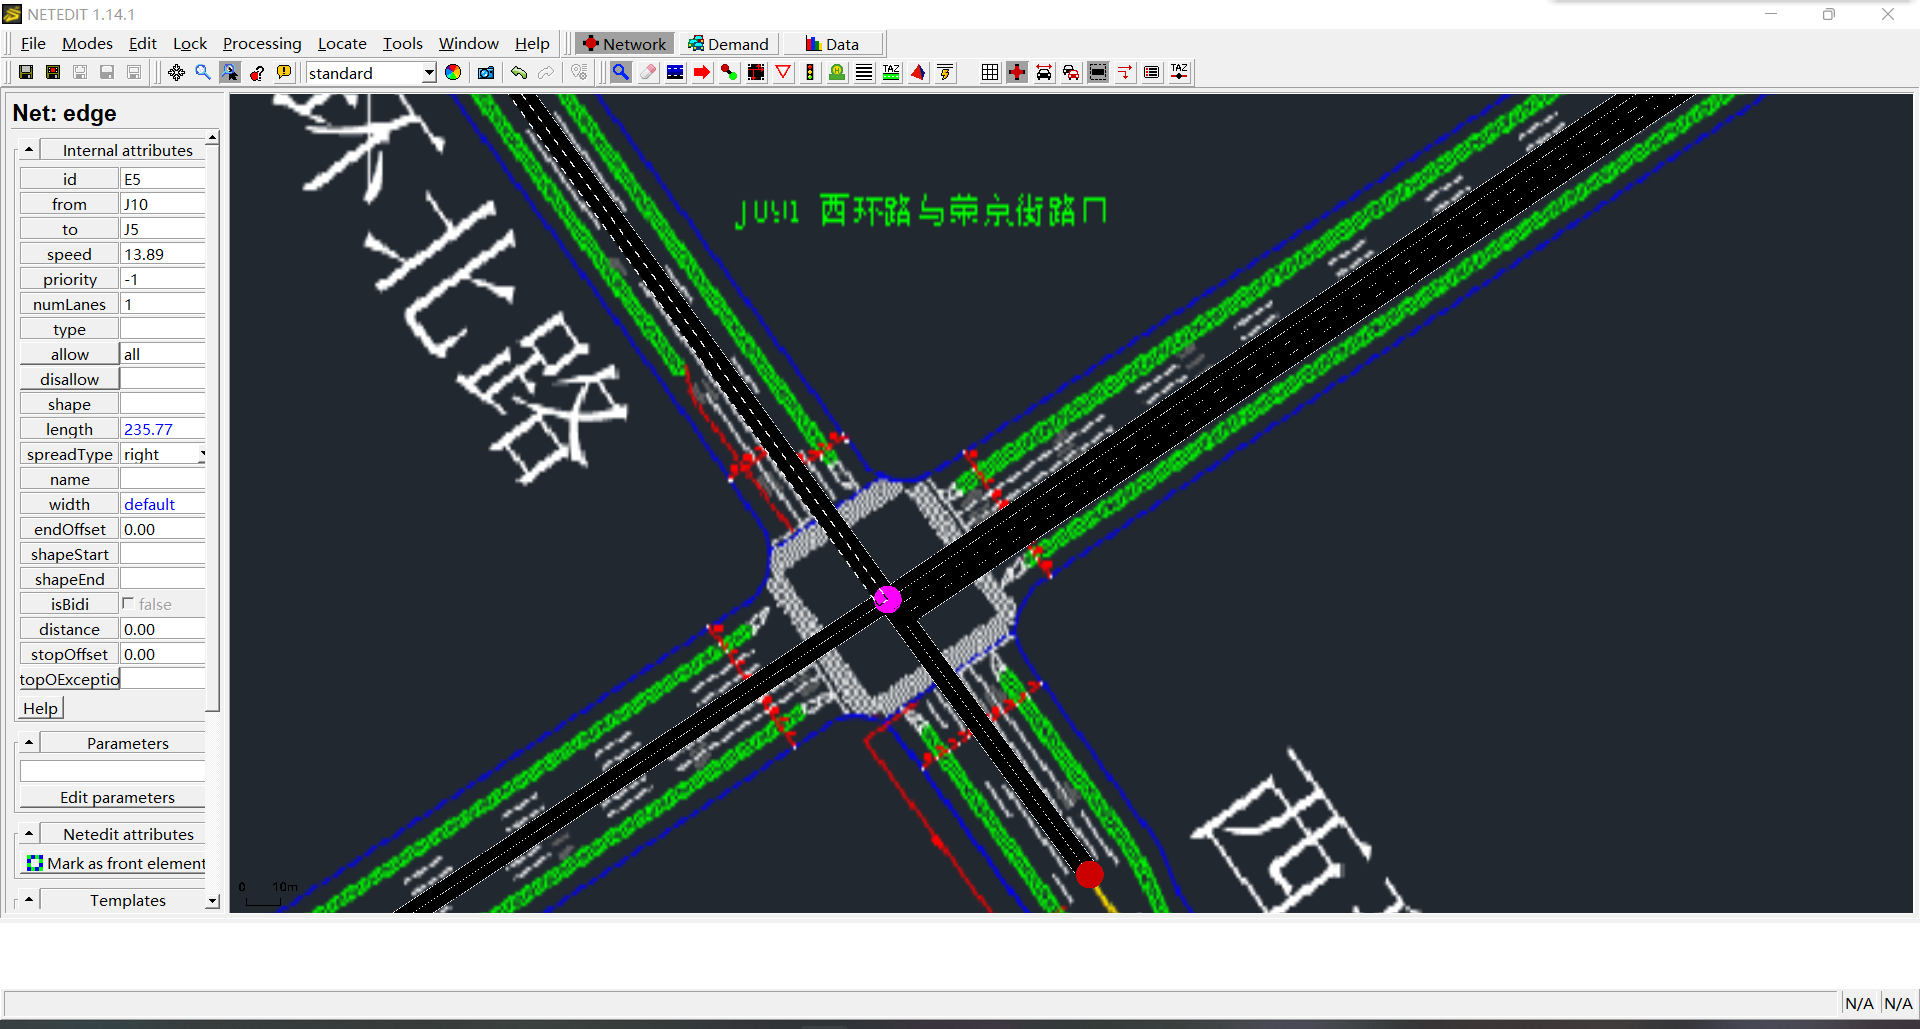 NETEDIT 1.14.1
File Modes Edit Lock Processing Locate Tools Window Help Network Demand Data
standard TAZ TAZ
Net: edge
Internal attributes
id E5
from J10
to J5
speed 13.89
priority -1
numLanes 1
type
allow all
disallow
shape
length 235.77
spreadType right
name
width default
endOffset 0.00
shapeStart
shapeEnd
isBidi false
distance 0.00
stopOffset 0.00
topOExceptio
Help
Parameters
Edit parameters
Netedit attributes
Mark as front element
Templates
北路
西环路与荣京街路口
西
0 10m
N/A N/A